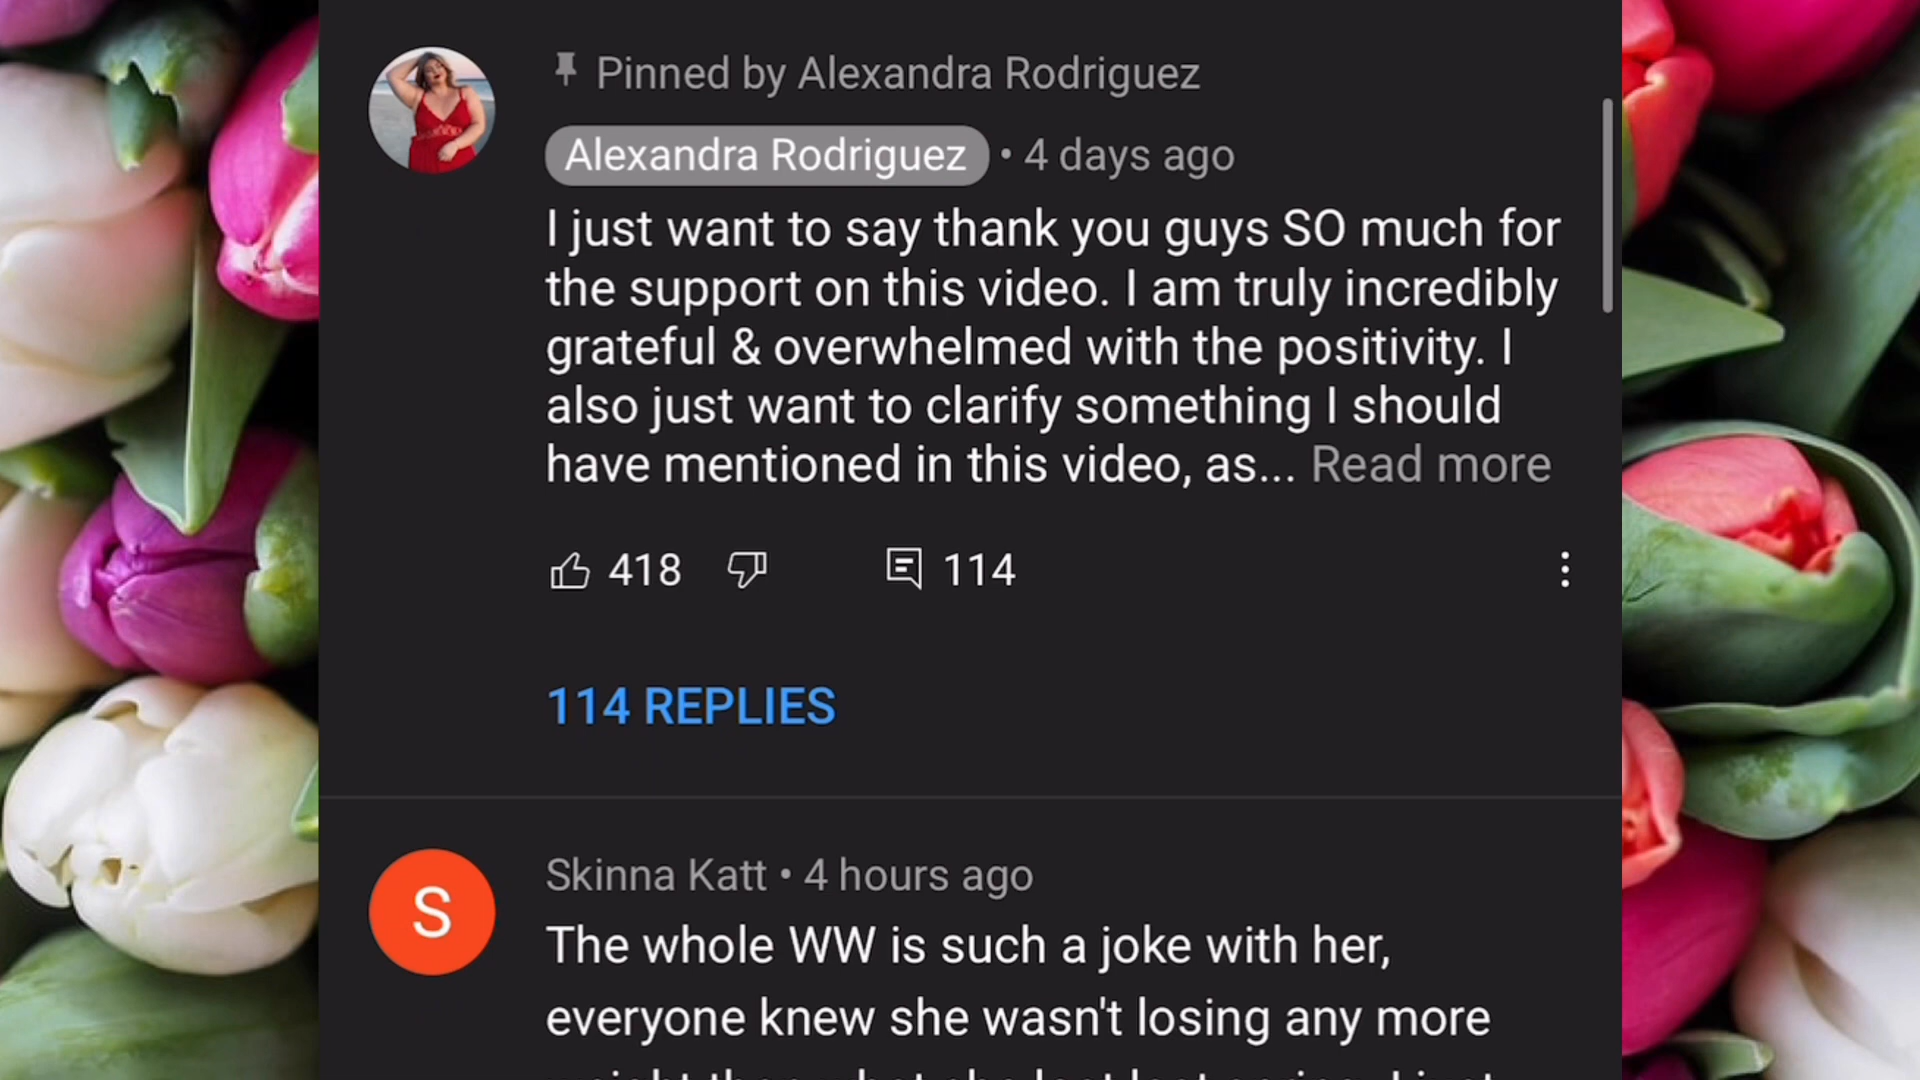 Pinned by Alexandra Rodriguez
Alexandra Rodriguez • 4 days ago
I just want to say thank you guys SO much for
the support on this video. I am truly incredibly
grateful & overwhelmed with the positivity. I
also just want to clarify something I should
have mentioned in this video, as... Read more
418 114
114 REPLIES
S
Skinna Katt • 4 hours ago
The whole WW is such a joke with her,
everyone knew she wasn't losing any more